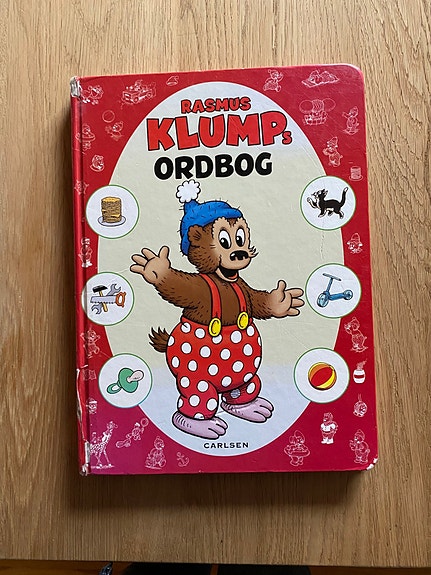 RASMUS
KLUMPs
ORDBOG
CARLSEN